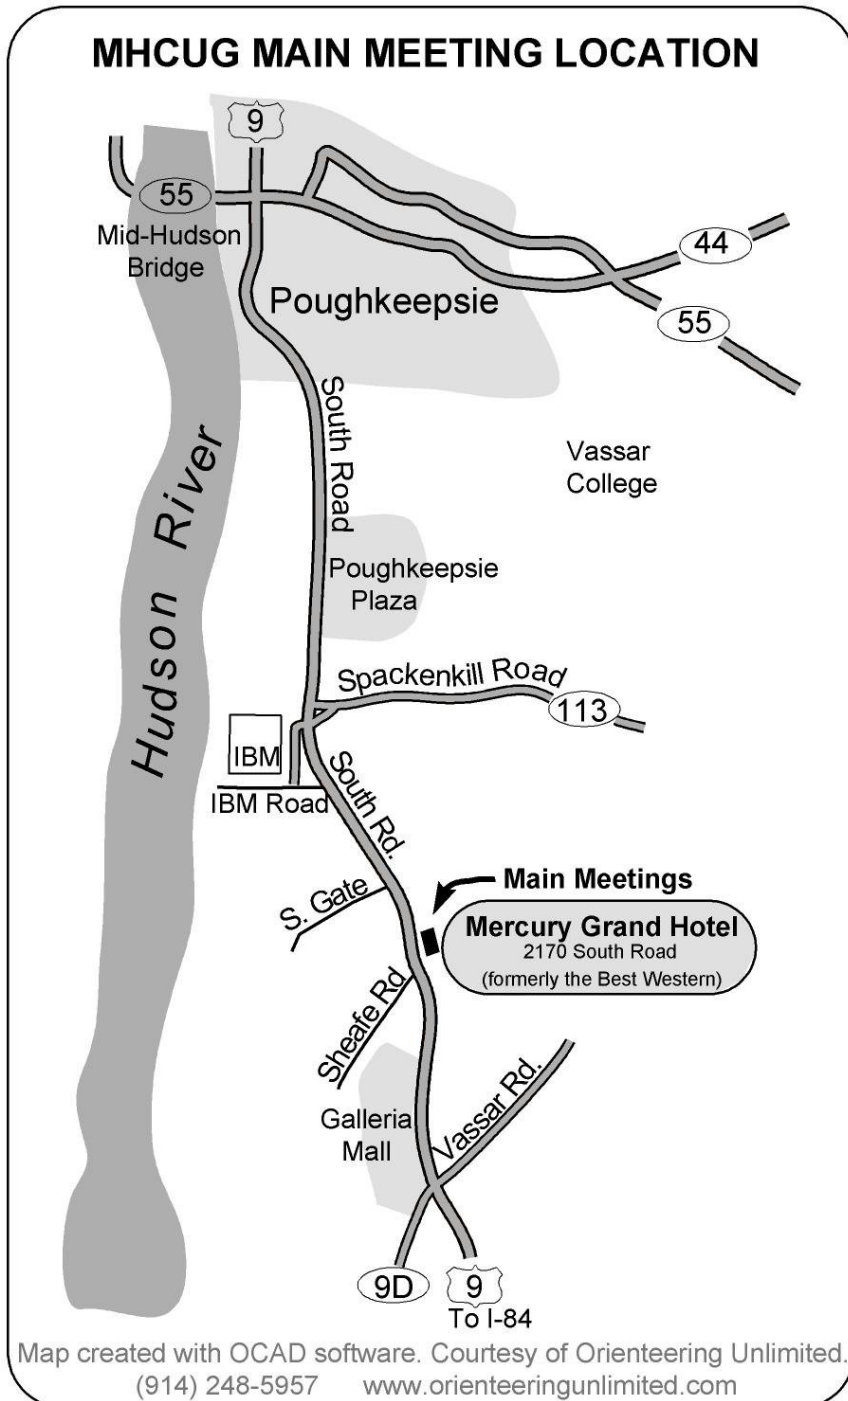 MHCUG MAIN MEETING LOCATION
9
55
Mid-Hudson
Bridge
44
Poughkeepsie
55
South Road
Vassar
College
Hudson River
Poughkeepsie
Plaza
Spackenkill Road
113
IBM
IBM Road
South Rd.
Main Meetings
S. Gate
Mercury Grand Hotel
2170 South Road
(formerly the Best Western)
Sheafe Rd
Vassar Rd.
Galleria
Mall
9D
9
To I-84
Map created with OCAD software. Courtesy of Orienteering Unlimited.
(914) 248-5957 www.orienteeringunlimited.com